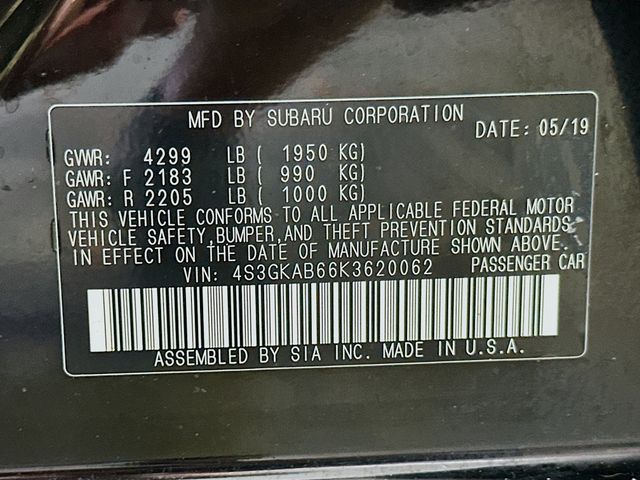 MFD BY SUBARU CORPORATION
DATE: 05/19
GVWR: 4299 LB ( 1950 KG)
GAWR: F 2183 LB ( 990 KG)
GAWR: R 2205 LB ( 1000 KG)
THIS VEHICLE CONFORMS TO ALL APPLICABLE FEDERAL MOTOR
VEHICLE SAFETY,BUMPER,AND THEFT PREVENTION STANDARDS
IN EFFECT ON THE DATE OF MANUFACTURE SHOWN ABOVE.
VIN: 4S3GKAB66K3620062 PASSENGER CAR
ASSEMBLED BY SIA INC. MADE IN U.S.A.